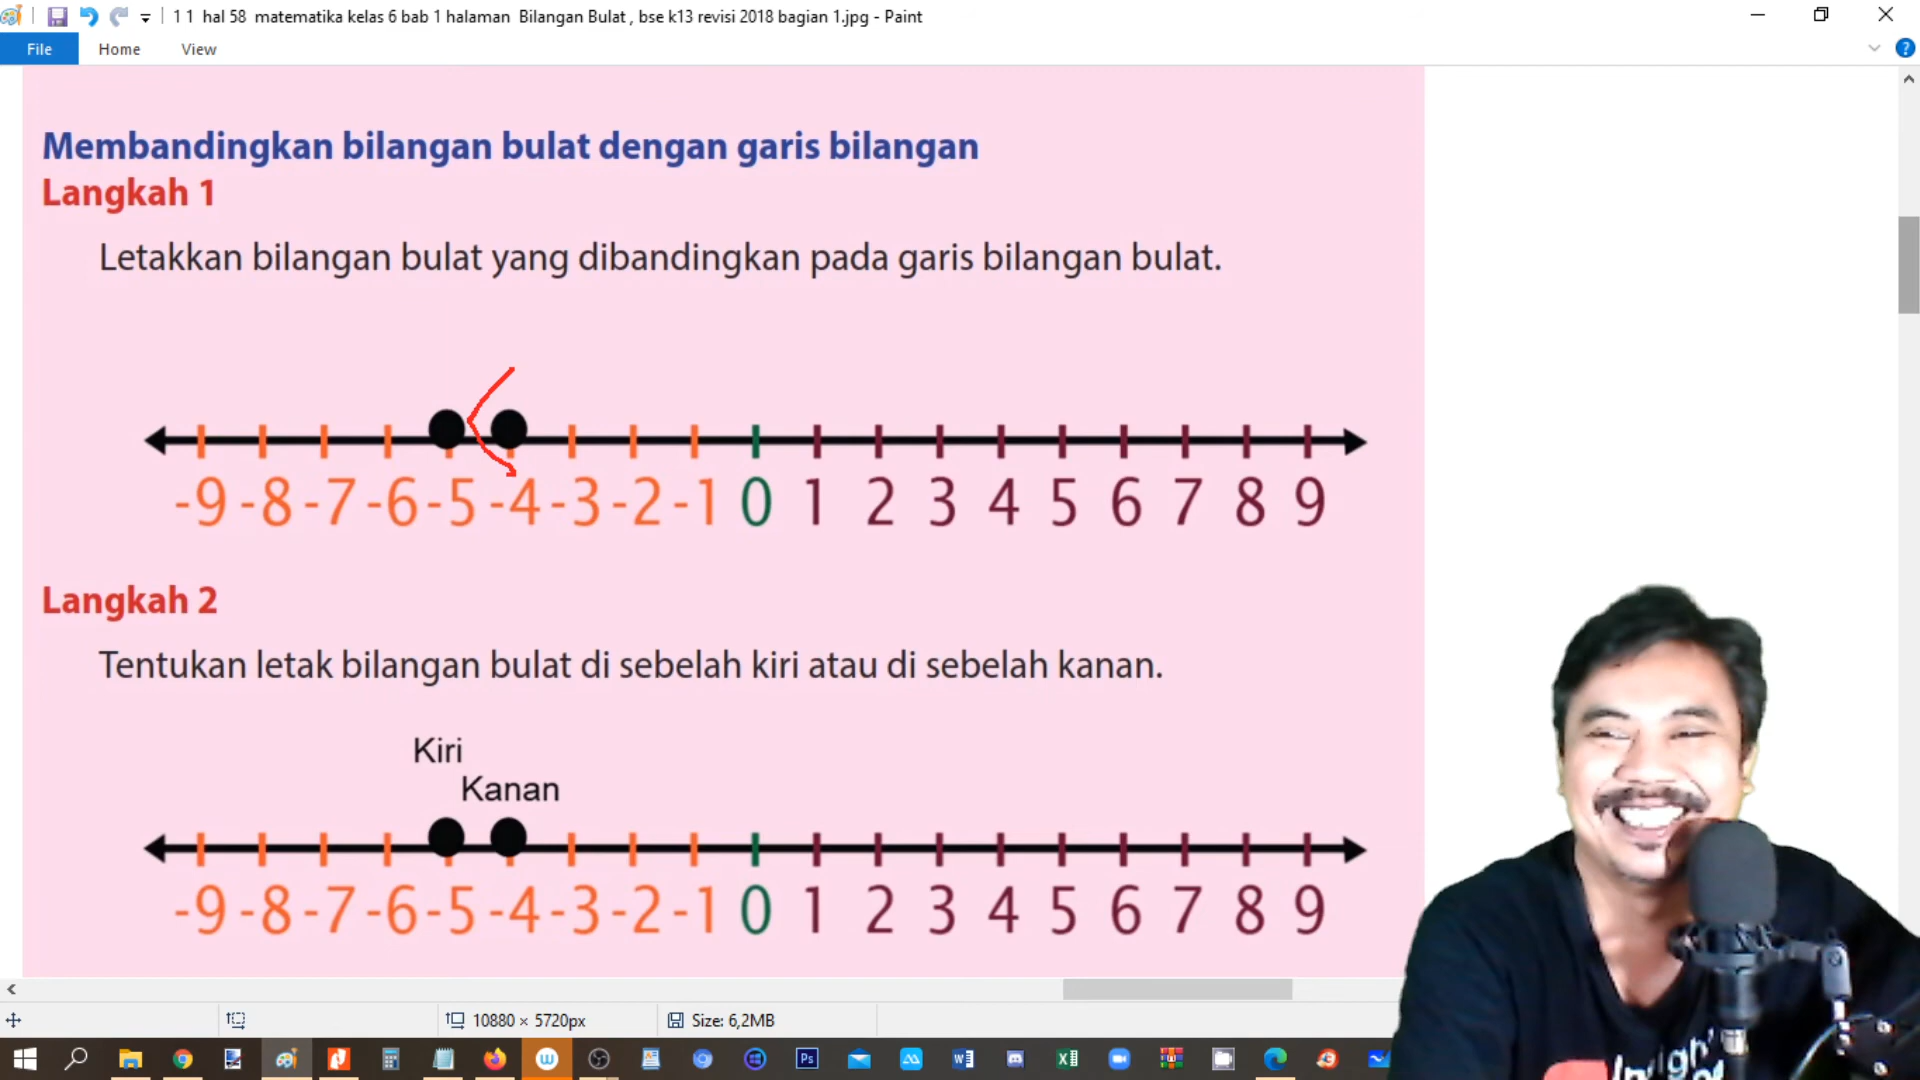 1 1 hal 58 matematika kelas 6 bab 1 halaman Bilangan Bulat , bse k13 revisi 2018 bagian 1.jpg - Paint
File Home View
Membandingkan bilangan bulat dengan garis bilangan
Langkah 1
Letakkan bilangan bulat yang dibandingkan pada garis bilangan bulat.
-9 -8 -7 -6 -5 -4 -3 -2 -1 0 1 2 3 4 5 6 7 8 9
Langkah 2
Tentukan letak bilangan bulat di sebelah kiri atau di sebelah kanan.
Kiri
Kanan
-9 -8 -7 -6 -5 -4 -3 -2 -1 0 1 2 3 4 5 6 7 8 9
10880 × 5720px Size: 6,2MB